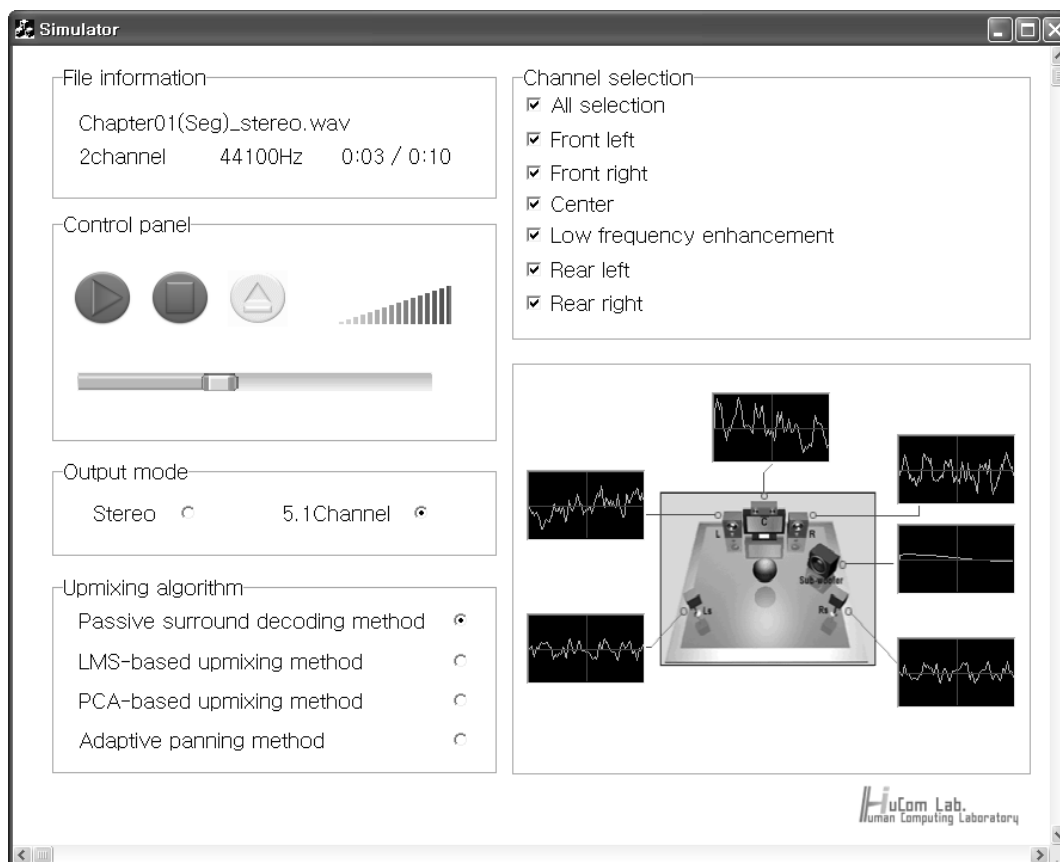 Simulator
File information
Chapter01(Seg)_stereo.wav
2channel 44100Hz 0:03 / 0:10
Control panel
Output mode
Stereo 5.1Channel
Upmixing algorithm
Passive surround decoding method
LMS-based upmixing method
PCA-based upmixing method
Adaptive panning method
Channel selection
All selection
Front left
Front right
Center
Low frequency enhancement
Rear left
Rear right
L C R
Sub-woofer
Ls Rs
HuCom Lab.
Human Computing Laboratory